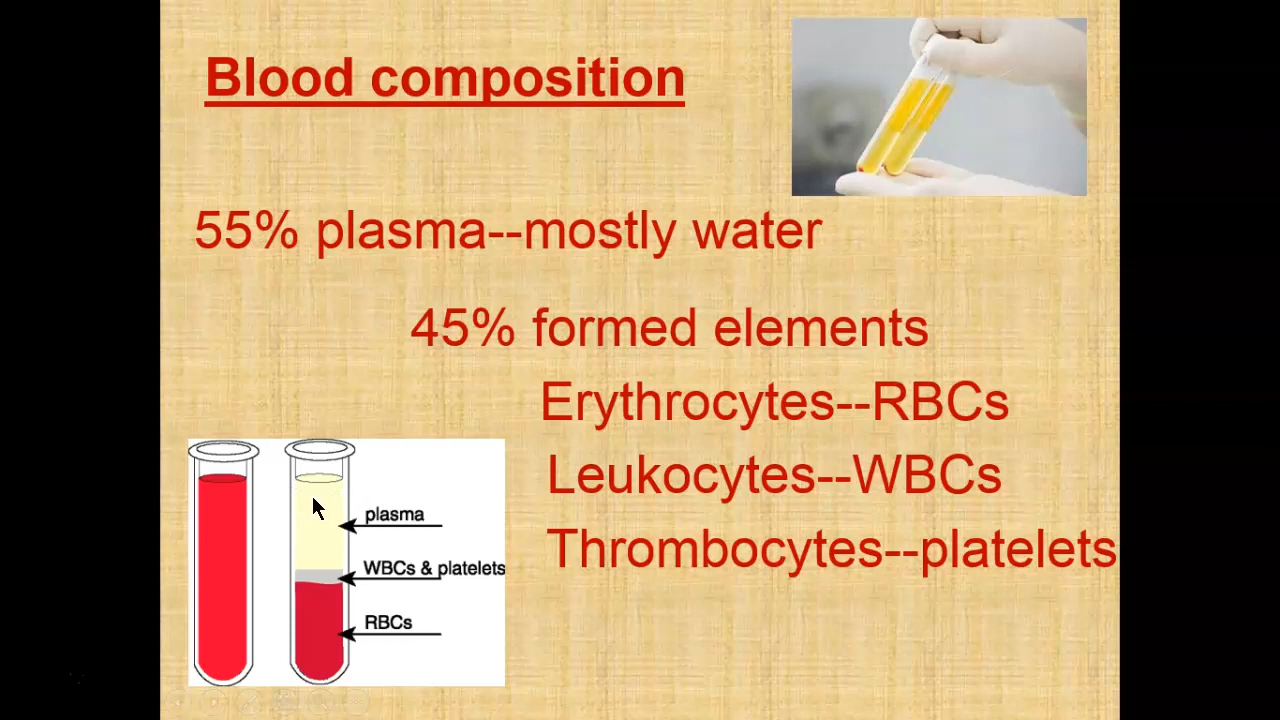 Blood composition
55% plasma--mostly water
45% formed elements
Erythrocytes--RBCs
Leukocytes--WBCs
Thrombocytes--platelets
plasma
WBCs & platelets
RBCs